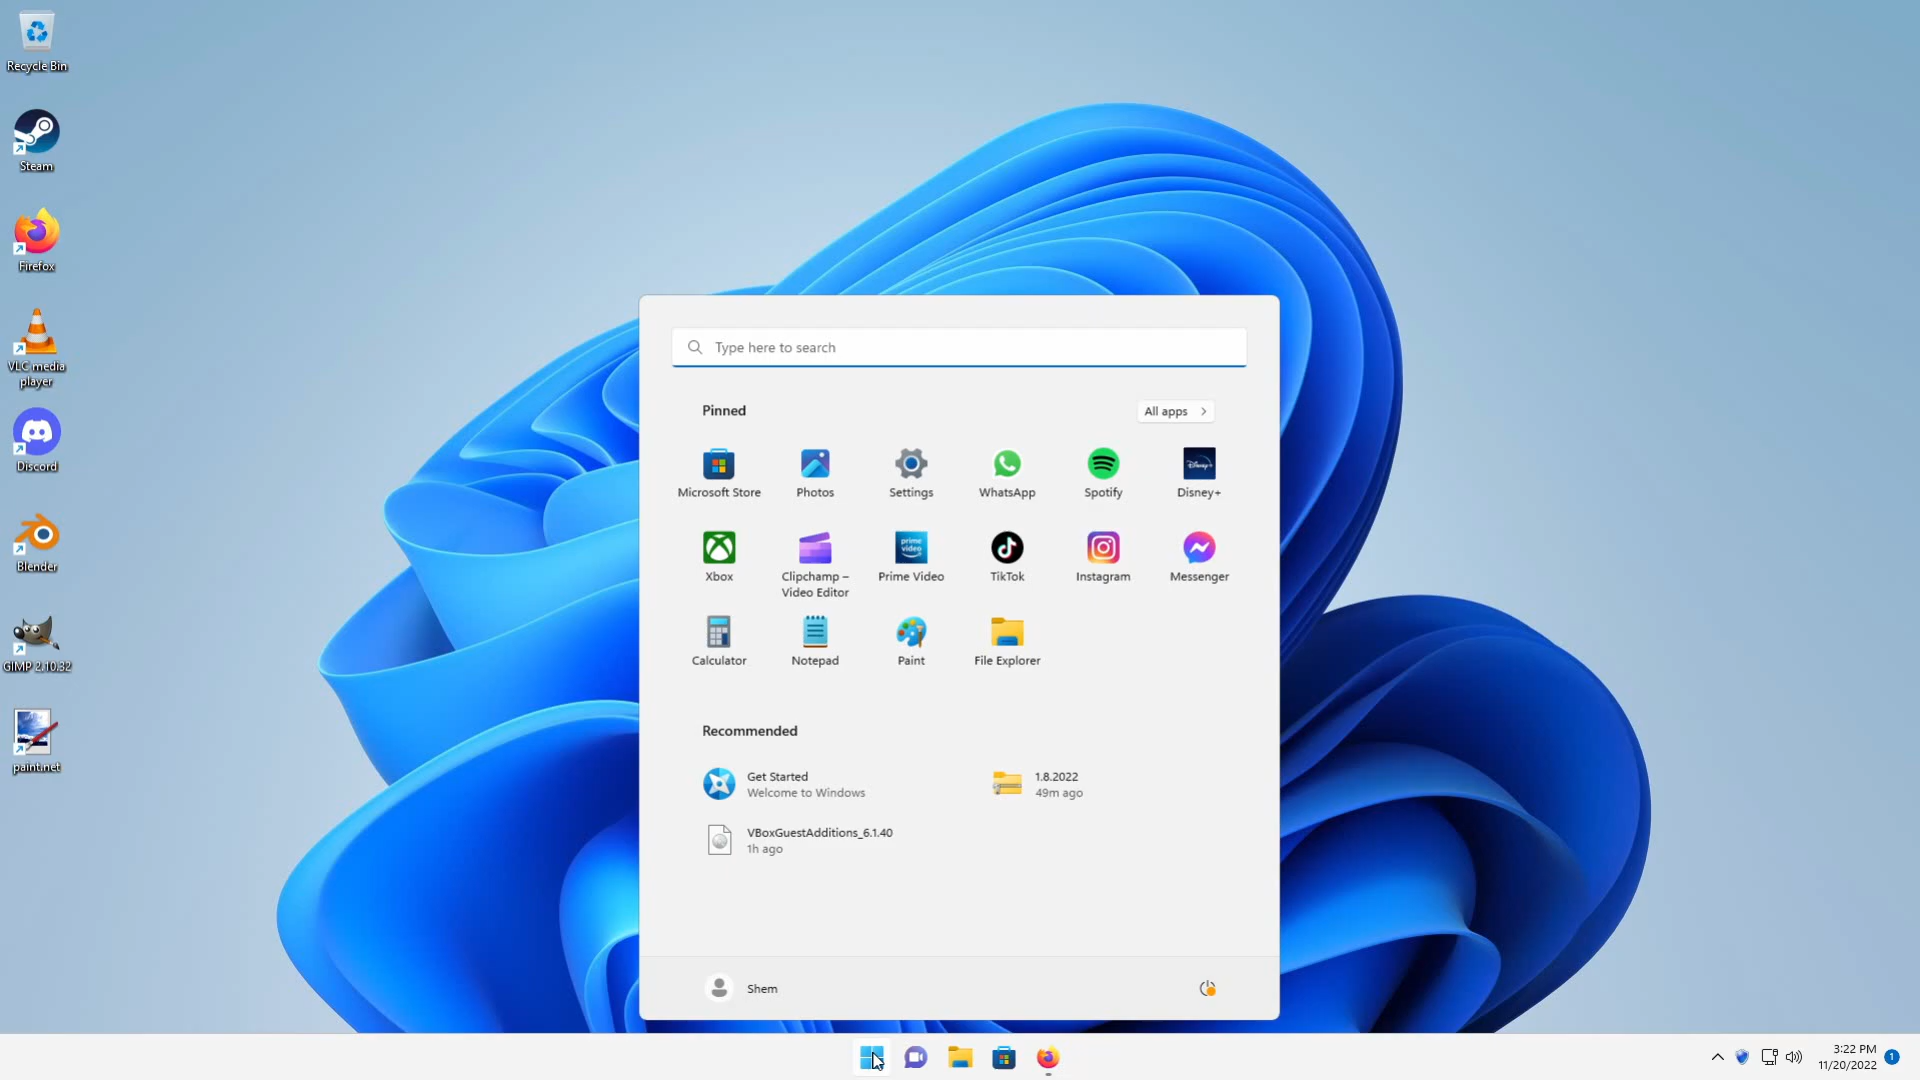 Recycle Bin
Steam
Firefox
VLC media
player
Discord
Blender
GIMP 2.10.32
paint.net
Type here to search
Pinned
All apps
Microsoft Store
Photos
Settings
WhatsApp
Spotify
Disney+
Xbox
Clipchamp –
Video Editor
prime
video
Prime Video
TikTok
Instagram
Messenger
Calculator
Notepad
Paint
File Explorer
Recommended
Get Started
Welcome to Windows
1.8.2022
49m ago
VBoxGuestAdditions_6.1.40
1h ago
Shem
3:22 PM
11/20/2022
1